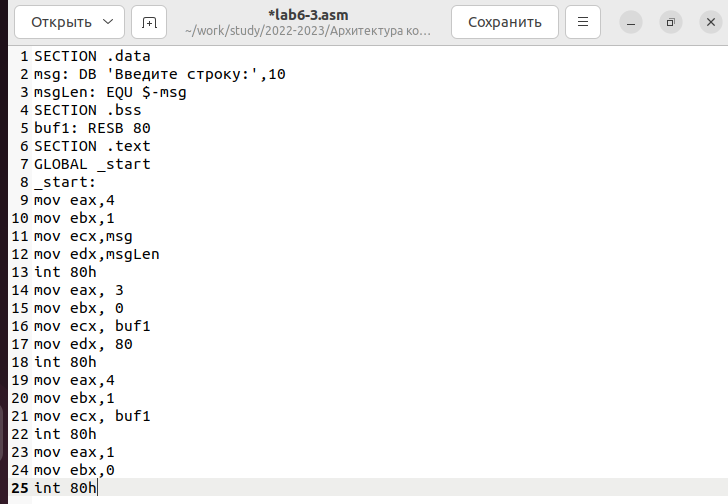 Открыть
*lab6-3.asm
~/work/study/2022-2023/Архитектура ко...
Сохранить
1 SECTION .data
2 msg: DB 'Введите строку:',10
3 msgLen: EQU $-msg
4 SECTION .bss
5 buf1: RESB 80
6 SECTION .text
7 GLOBAL _start
8 _start:
9 mov eax,4
10 mov ebx,1
11 mov ecx,msg
12 mov edx,msgLen
13 int 80h
14 mov eax, 3
15 mov ebx, 0
16 mov ecx, buf1
17 mov edx, 80
18 int 80h
19 mov eax,4
20 mov ebx,1
21 mov ecx, buf1
22 int 80h
23 mov eax,1
24 mov ebx,0
25 int 80h